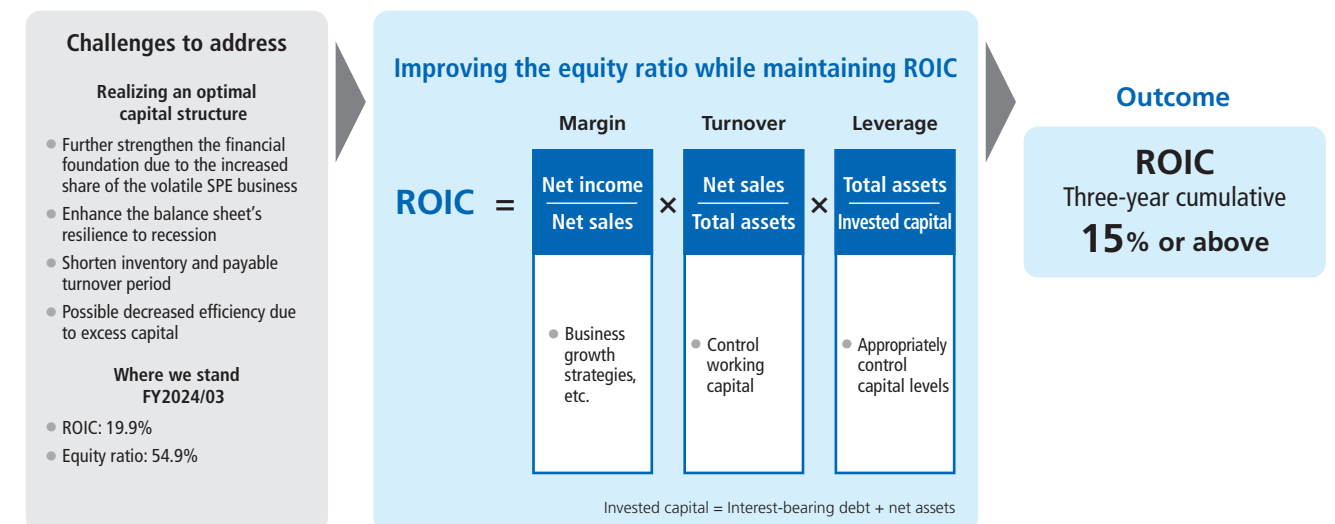 Challenges to address
Realizing an optimal
capital structure
● Further strengthen the financial
foundation due to the increased
share of the volatile SPE business
● Enhance the balance sheet's
resilience to recession
● Shorten inventory and payable
turnover period
● Possible decreased efficiency due
to excess capital
Where we stand
FY2024/03
● ROIC: 19.9%
● Equity ratio: 54.9%
Improving the equity ratio while maintaining ROIC
Margin
Turnover
Leverage
ROIC =
Net income
Net sales
×
Net sales
Total assets
×
Total assets
Invested capital
● Business
growth
strategies,
etc.
● Control
working
capital
● Appropriately
control
capital levels
Invested capital = Interest-bearing debt + net assets
Outcome
ROIC
Three-year cumulative
15% or above